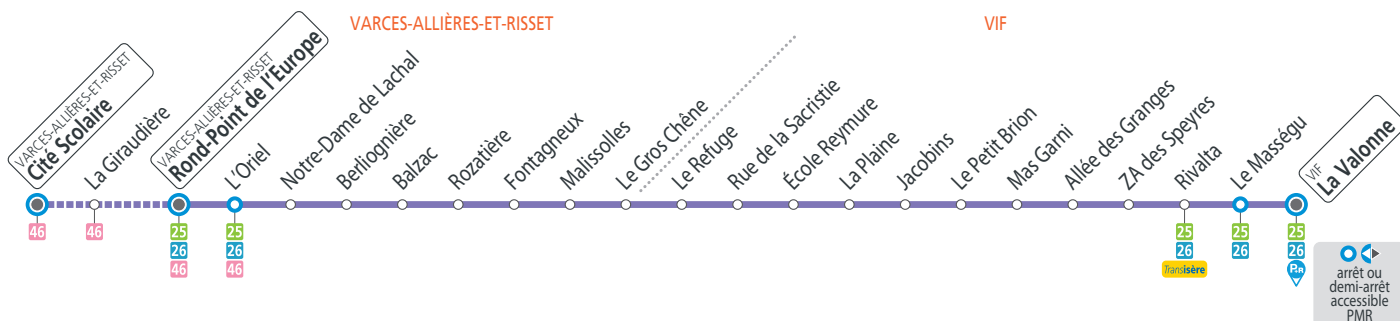 VARCES-ALLIÈRES-ET-RISSET
VIF
VARCES-ALLIÈRES-ET-RISSET
Cité Scolaire
La Giraudière
VARCES-ALLIÈRES-ET-RISSET
Rond-Point de l'Europe
L'Oriel
Notre-Dame de Lachal
Berliognière
Balzac
Rozatière
Fontagneux
Malissolles
Le Gros Chêne
Le Refuge
Rue de la Sacristie
École Reymure
La Plaine
Jacobins
Le Petit Brion
Mas Garni
Allée des Granges
ZA des Speyres
Rivalta
Le Masségu
VIF
La Valonne
46
46
25
26
46
25
26
46
25
26
Transisère
25
26
25
26
P+R
arrêt ou
demi-arrêt
accessible
PMR